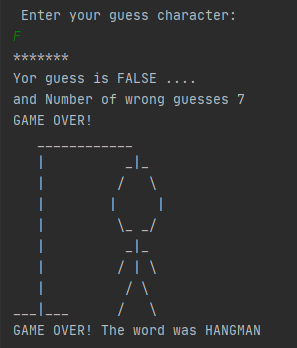 Enter your guess character:
F
*******
Yor guess is FALSE ....
and Number of wrong guesses 7
GAME OVER!
   ____________
   |          _|_
   |         /   \
   |        |     |
   |         \_ _/
   |          _|_
   |         / | \
   |          / \
___|___      /   \
GAME OVER! The word was HANGMAN